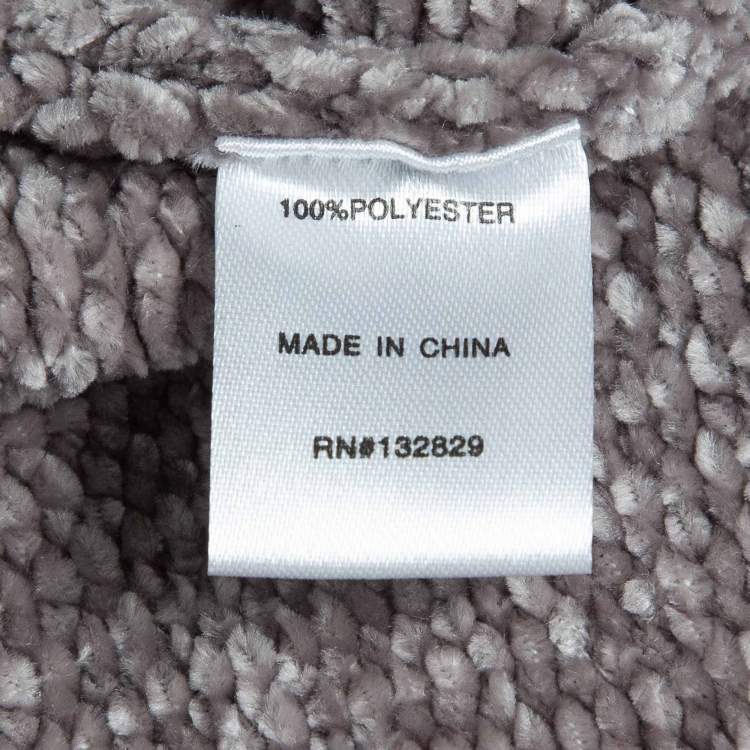 100%POLYESTER
MADE IN CHINA
RN#132829